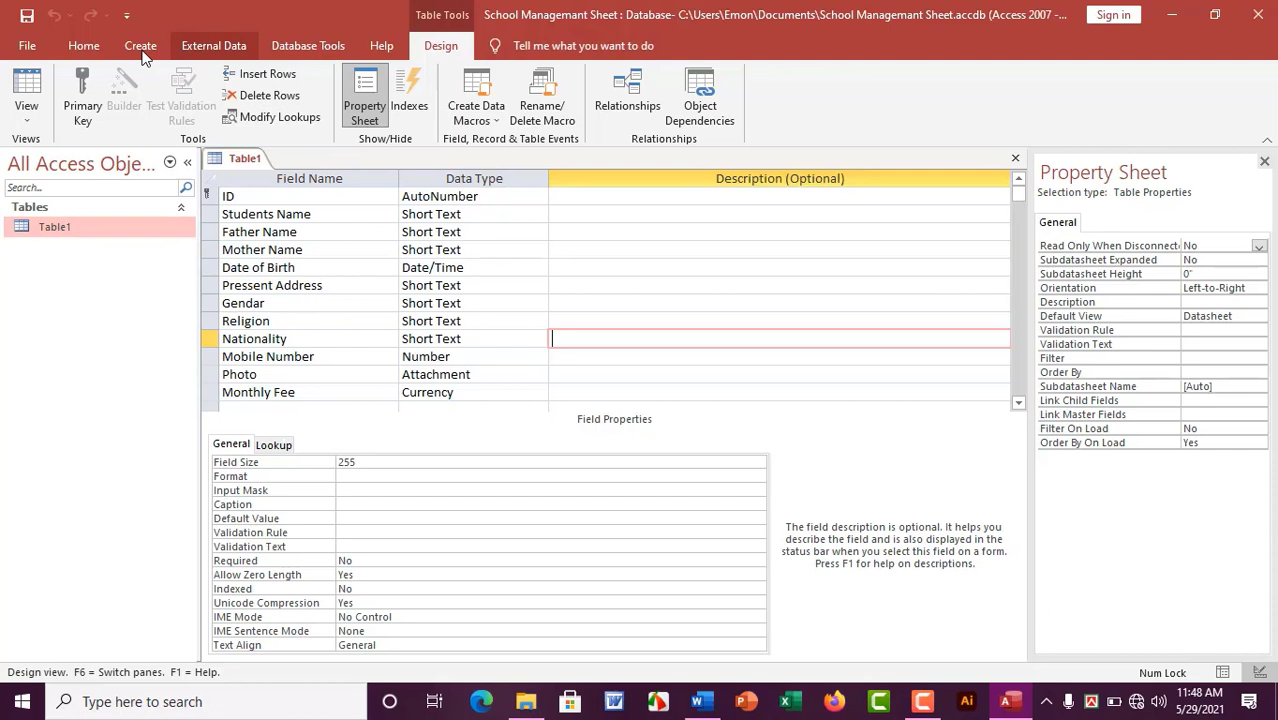 Table Tools
School Managment Sheet : Database- C:\Users\Emon\Documents\School Managment Sheet.accdb (Access 2007 -...
Sign in
File
Home
Create
External Data
Database Tools
Help
Design
Tell me what you want to do
View
Primary Key
Builder
Test Validation Rules
Insert Rows
Delete Rows
Modify Lookups
Property Sheet
Indexes
Create Data Macros
Rename/ Delete Macro
Relationships
Object Dependencies
Views
Tools
Show/Hide
Field, Record & Table Events
Relationships
All Access Obje...
Search...
Tables
Table1
Table1
Field Name Data Type Description (Optional)
ID AutoNumber
Students Name Short Text
Father Name Short Text
Mother Name Short Text
Date of Birth Date/Time
Pressent Address Short Text
Gendar Short Text
Religion Short Text
Nationality Short Text
Mobile Number Number
Photo Attachment
Monthly Fee Currency
Field Properties
General Lookup
Field Size 255
Format
Input Mask
Caption
Default Value
Validation Rule
Validation Text
Required No
Allow Zero Length Yes
Indexed No
Unicode Compression Yes
IME Mode No Control
IME Sentence Mode None
Text Align General
The field description is optional. It helps you
describe the field and is also displayed in the
status bar when you select this field on a form.
Press F1 for help on descriptions.
Property Sheet
Selection type: Table Properties
General
Read Only When Disconnecte No
Subdatasheet Expanded No
Subdatasheet Height 0"
Orientation Left-to-Right
Description
Default View Datasheet
Validation Rule
Validation Text
Filter
Order By
Subdatasheet Name [Auto]
Link Child Fields
Link Master Fields
Filter On Load No
Order By On Load Yes
Design view. F6 = Switch panes. F1 = Help.
Num Lock
Type here to search
11:48 AM
5/29/2021